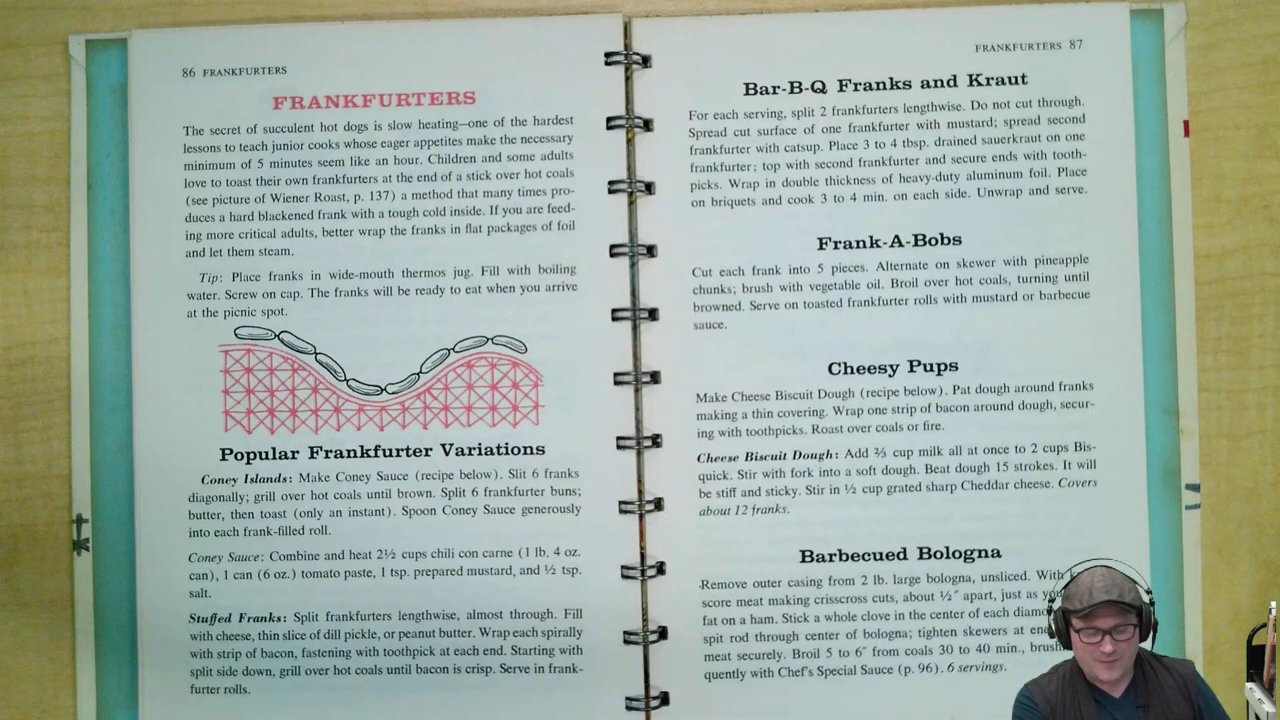 86 FRANKFURTERS
FRANKFURTERS
The secret of succulent hot dogs is slow heating—one of the hardest
lessons to teach junior cooks whose eager appetites make the necessary
minimum of 5 minutes seem like an hour. Children and some adults
love to toast their own frankfurters at the end of a stick over hot coals
(see picture of Wiener Roast, p. 137) a method that many times pro-
duces a hard blackened frank with a tough cold inside. If you are feed-
ing more critical adults, better wrap the franks in flat packages of foil
and let them steam.
Tip: Place franks in wide-mouth thermos jug. Fill with boiling
water. Screw on cap. The franks will be ready to eat when you arrive
at the picnic spot.
Popular Frankfurter Variations
Coney Islands: Make Coney Sauce (recipe below). Slit 6 franks
diagonally; grill over hot coals until brown. Split 6 frankfurter buns;
butter, then toast (only an instant). Spoon Coney Sauce generously
into each frank-filled roll.
Coney Sauce: Combine and heat 2½ cups chili con carne (1 lb. 4 oz.
can), 1 can (6 oz.) tomato paste, 1 tsp. prepared mustard, and ½ tsp.
salt.
Stuffed Franks: Split frankfurters lengthwise, almost through. Fill
with cheese, thin slice of dill pickle, or peanut butter. Wrap each spirally
with strip of bacon, fastening with toothpick at each end. Starting with
split side down, grill over hot coals until bacon is crisp. Serve in frank-
furter rolls.
FRANKFURTERS 87
Bar-B-Q Franks and Kraut
For each serving, split 2 frankfurters lengthwise. Do not cut through.
Spread cut surface of one frankfurter with mustard; spread second
frankfurter with catsup. Place 3 to 4 tbsp. drained sauerkraut on one
frankfurter; top with second frankfurter and secure ends with tooth-
picks. Wrap in double thickness of heavy-duty aluminum foil. Place
on briquets and cook 3 to 4 min. on each side. Unwrap and serve.
Frank-A-Bobs
Cut each frank into 5 pieces. Alternate on skewer with pineapple
chunks; brush with vegetable oil. Broil over hot coals, turning until
browned. Serve on toasted frankfurter rolls with mustard or barbecue
sauce.
Cheesy Pups
Make Cheese Biscuit Dough (recipe below). Pat dough around franks
making a thin covering. Wrap one strip of bacon around dough, secur-
ing with toothpicks. Roast over coals or fire.
Cheese Biscuit Dough: Add ⅔ cup milk all at once to 2 cups Bis-
quick. Stir with fork into a soft dough. Beat dough 15 strokes. It will
be stiff and sticky. Stir in ½ cup grated sharp Cheddar cheese. Covers
about 12 franks.
Barbecued Bologna
Remove outer casing from 2 lb. large bologna, unsliced. With
score meat making crisscross cuts, about ½″ apart, just as you
fat on a ham. Stick a whole clove in the center of each
spit rod through center of bologna; tighten skewers at
meat securely. Broil 5 to 6″ from coals 30 to 40 min.,
quently with Chef's Special Sauce (p. 96). 6 servings.